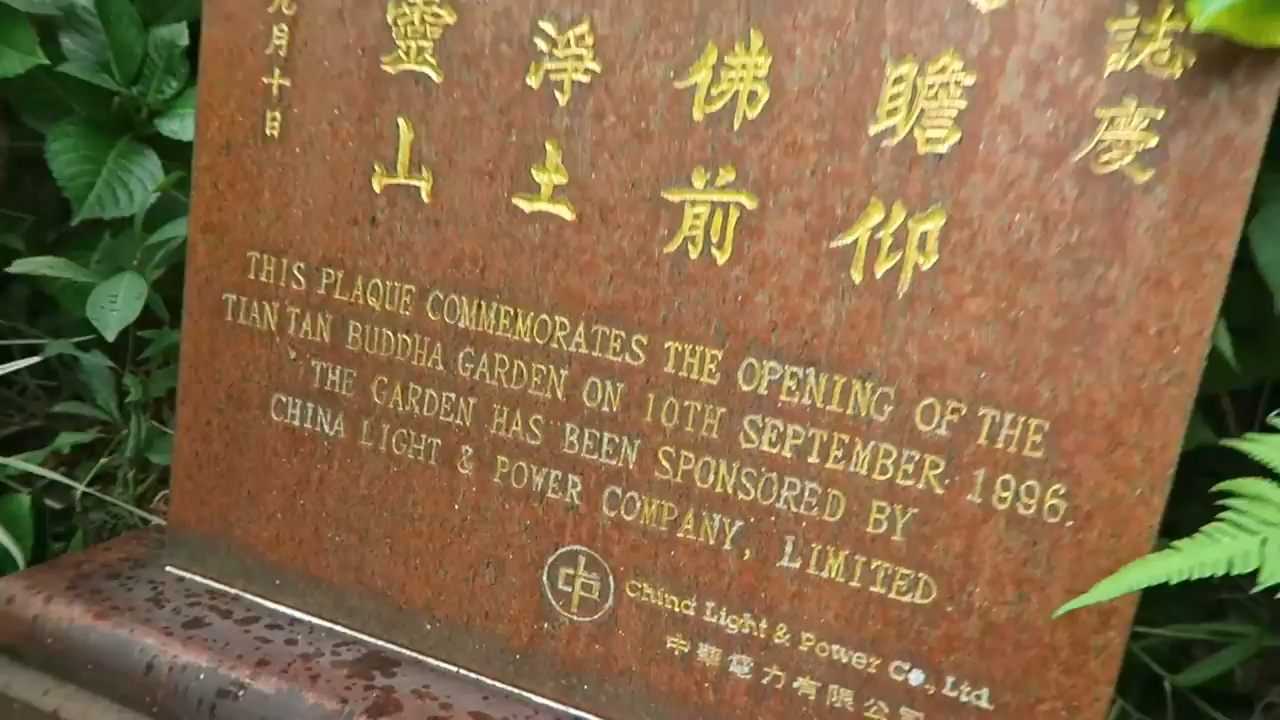 誌慶
瞻仰
佛前
淨土
靈山
月十日
THIS PLAQUE COMMEMORATES THE OPENING OF THE
TIAN TAN BUDDHA GARDEN ON 10TH SEPTEMBER 1996.
THE GARDEN HAS BEEN SPONSORED BY
CHINA LIGHT & POWER COMPANY, LIMITED
中
China Light & Power Co., Ltd.
中華電力有限公司